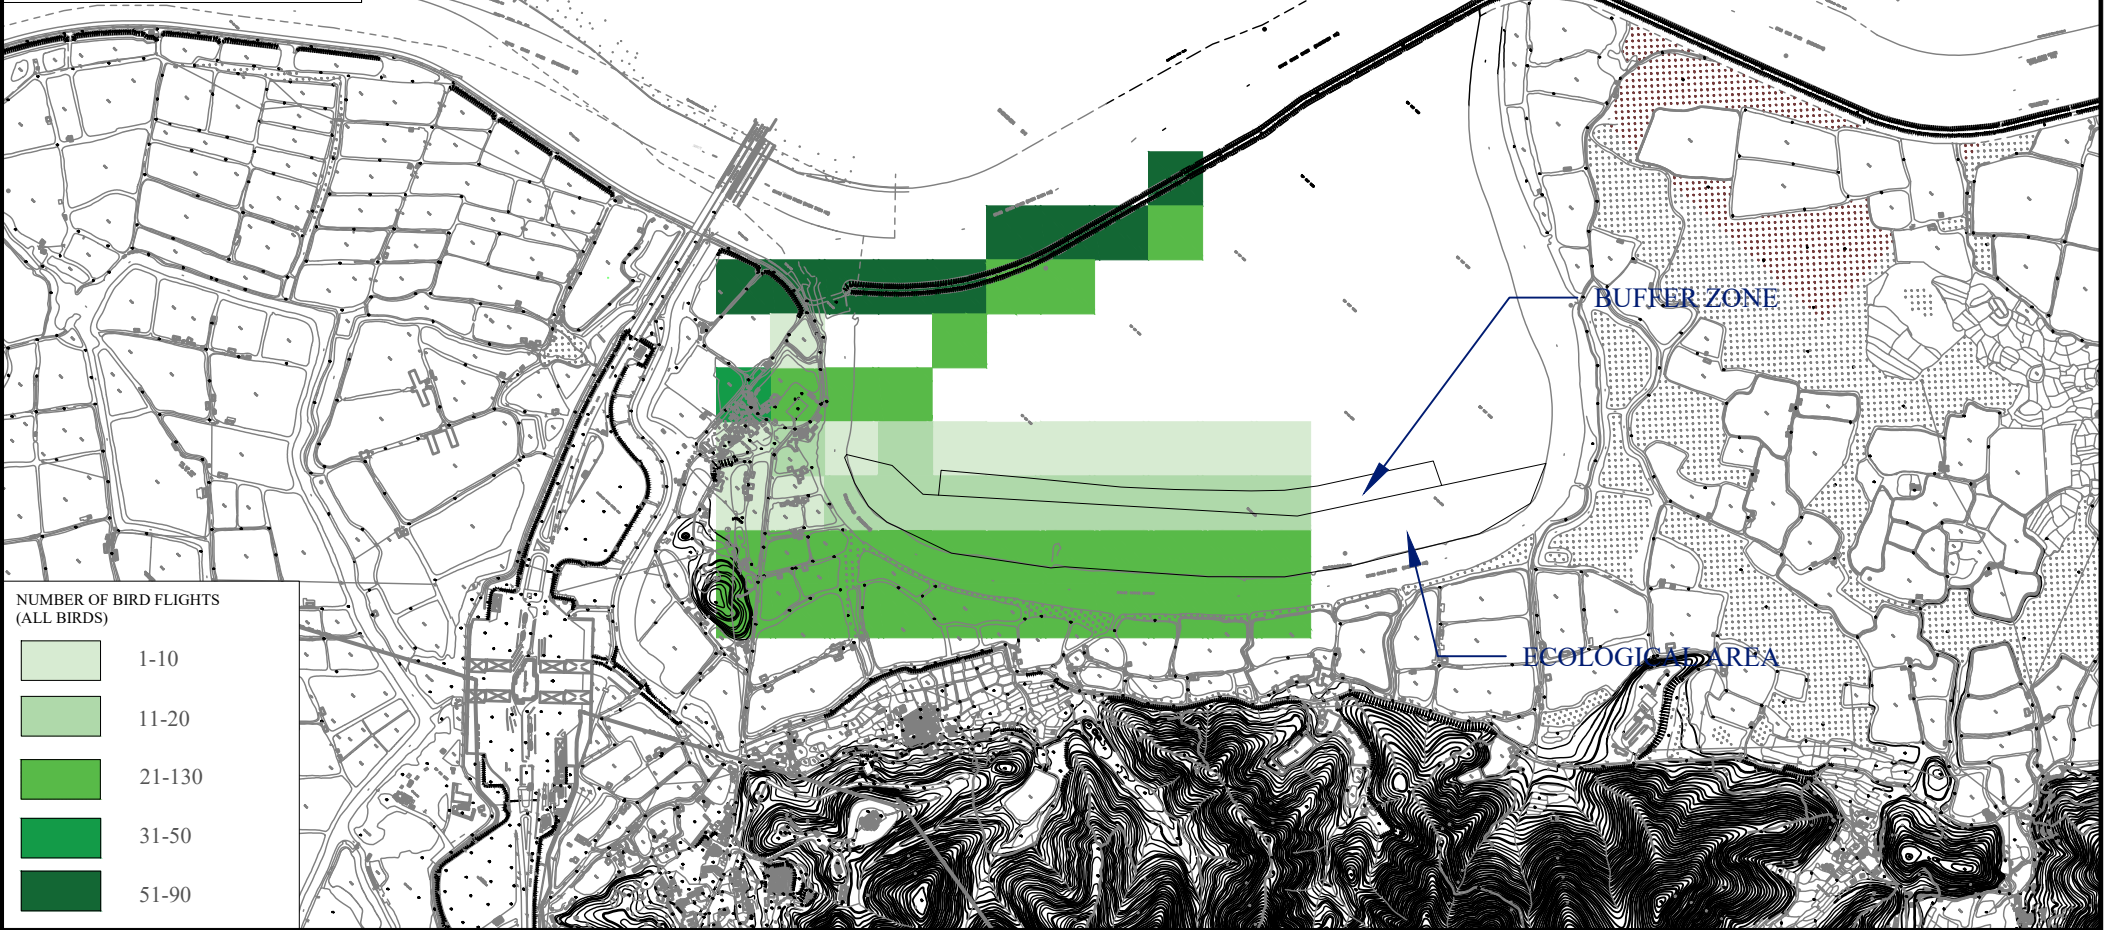 BUFFER ZONE
ECOLOGICAL AREA
NUMBER OF BIRD FLIGHTS
(ALL BIRDS)
1-10
11-20
21-130
31-50
51-90